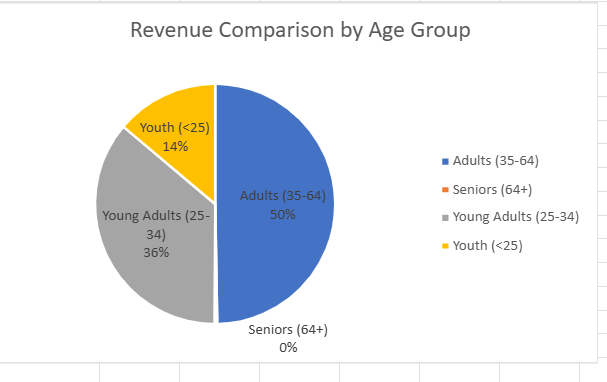 Revenue Comparison by Age Group
Youth (<25)
14%
Adults (35-64)
50%
Young Adults (25-
34)
36%
Seniors (64+)
0%
Adults (35-64)
Seniors (64+)
Young Adults (25-34)
Youth (<25)